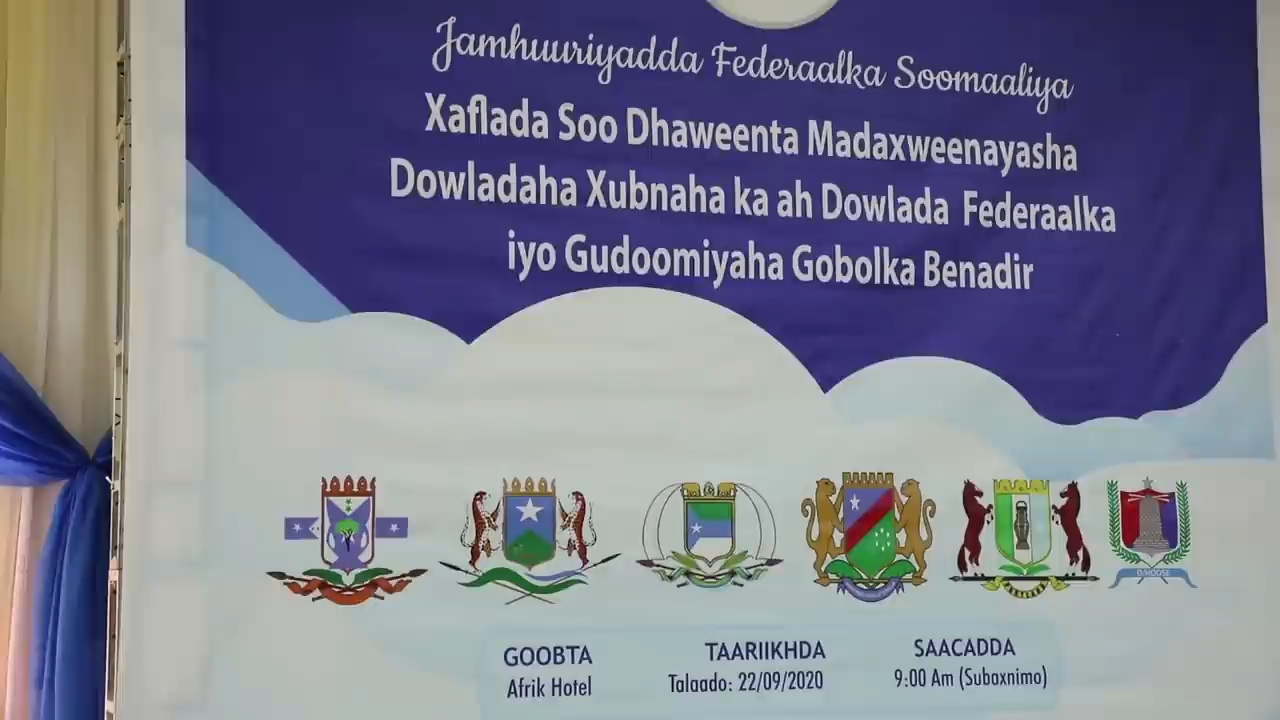 Jamhuuriyadda Federaalka Soomaaliya
Xaflada Soo Dhaweenta Madaxweenayasha
Dowladaha Xubnaha ka ah Dowlada Federaalka
iyo Gudoomiyaha Gobolka Benadir
D/HOOSE
GOOBTA TAARIIKHDA SAACADDA
Afrik Hotel Talaado: 22/09/2020 9:00 Am (Subaxnimo)